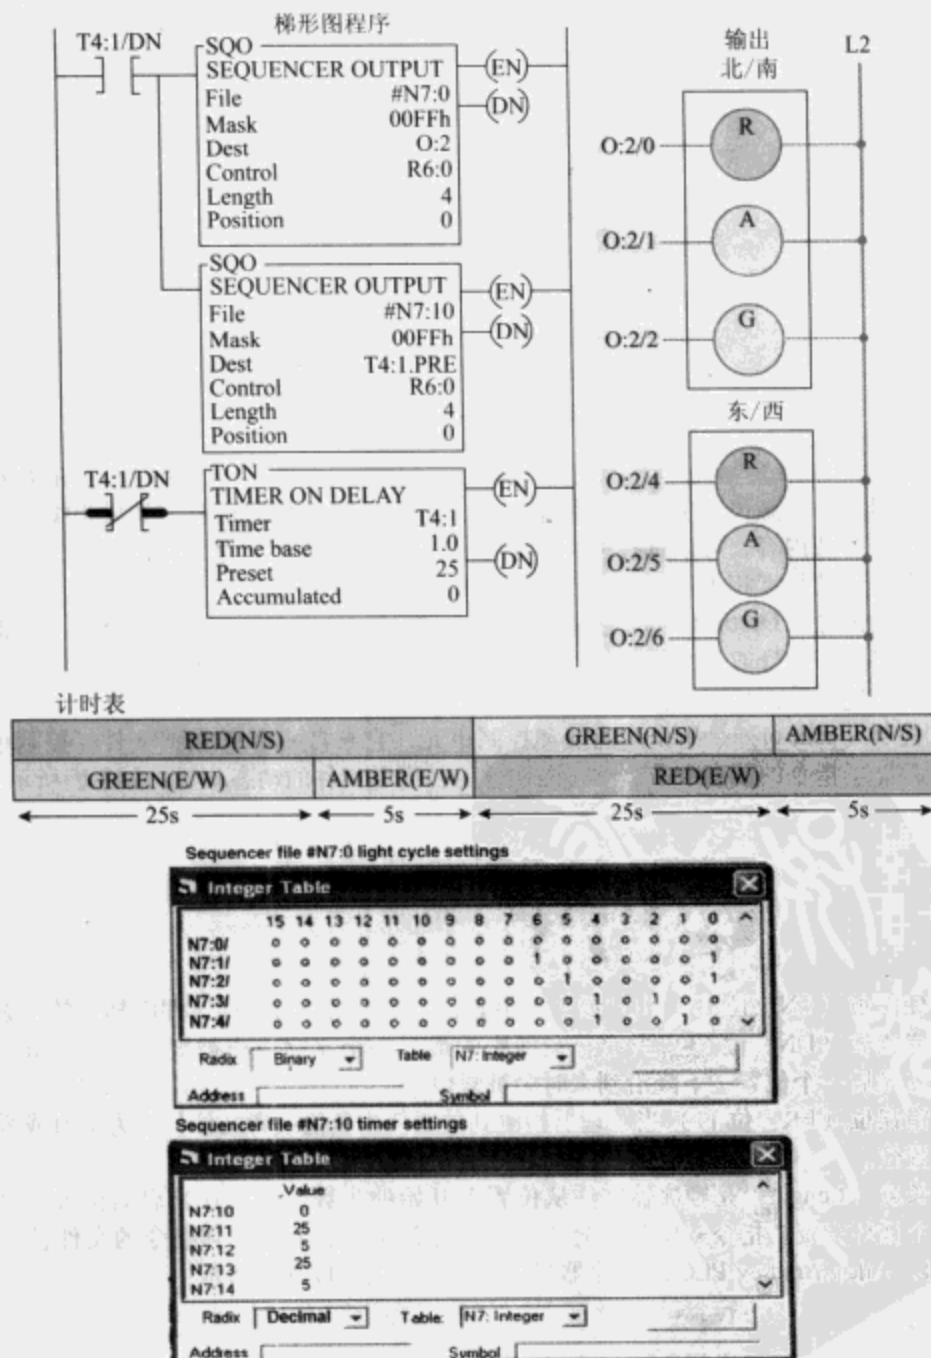 梯形图程序
T4:1/DN
SQO
SEQUENCER OUTPUT
File #N7:0
Mask 00FFh
Dest O:2
Control R6:0
Length 4
Position 0
EN
DN
SQO
SEQUENCER OUTPUT
File #N7:10
Mask 00FFh
Dest T4:1.PRE
Control R6:0
Length 4
Position 0
EN
DN
T4:1/DN
TON
TIMER ON DELAY
Timer T4:1
Time base 1.0
Preset 25
Accumulated 0
EN
DN
输出
北/南
L2
O:2/0 R
O:2/1 A
O:2/2 G
东/西
O:2/4 R
O:2/5 A
O:2/6 G
计时表
RED(N/S) GREEN(N/S) AMBER(N/S)
GREEN(E/W) AMBER(E/W) RED(E/W)
25s 5s 25s 5s
Sequencer file #N7:0 light cycle settings
Integer Table
15 14 13 12 11 10 9 8 7 6 5 4 3 2 1 0
N7:0/ 0 0 0 0 0 0 0 0 0 0 0 0 0 0 0 0
N7:1/ 0 0 0 0 0 0 0 0 0 1 0 0 0 0 0 1
N7:2/ 0 0 0 0 0 0 0 0 0 0 1 0 0 0 0 1
N7:3/ 0 0 0 0 0 0 0 0 0 0 0 1 0 1 0 0
N7:4/ 0 0 0 0 0 0 0 0 0 0 0 1 0 0 1 0
Radix Binary Table N7: Integer
Address Symbol
Sequencer file #N7:10 timer settings
Integer Table
Value
N7:10 0
N7:11 25
N7:12 5
N7:13 25
N7:14 5
Radix Decimal Table: N7: Integer
Address Symbol